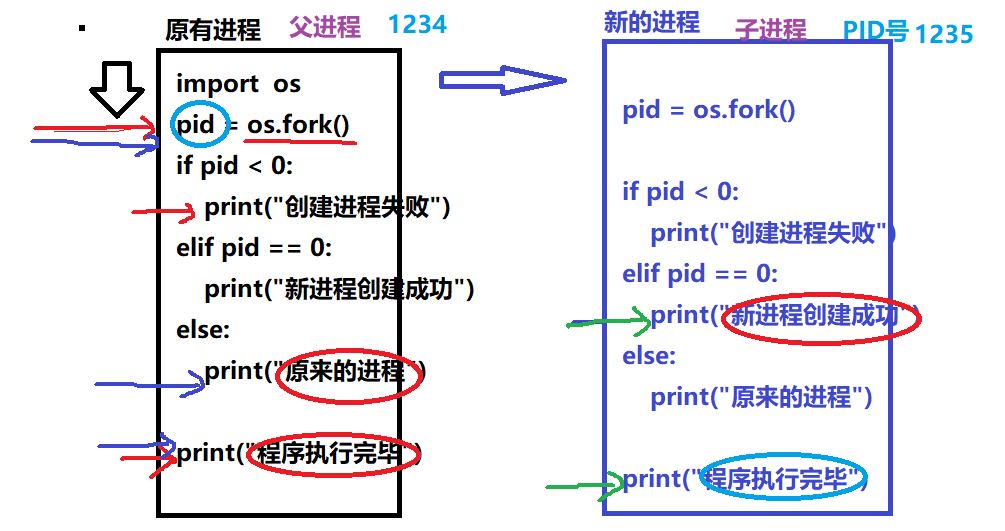 原有进程 父进程 1234
import os
pid = os.fork()
if pid < 0:
print("创建进程失败")
elif pid == 0:
print("新进程创建成功")
else:
print("原来的进程")
print("程序执行完毕")
新的进程 子进程 PID号 1235
pid = os.fork()
if pid < 0:
print("创建进程失败")
elif pid == 0:
print("新进程创建成功")
else:
print("原来的进程")
print("程序执行完毕")